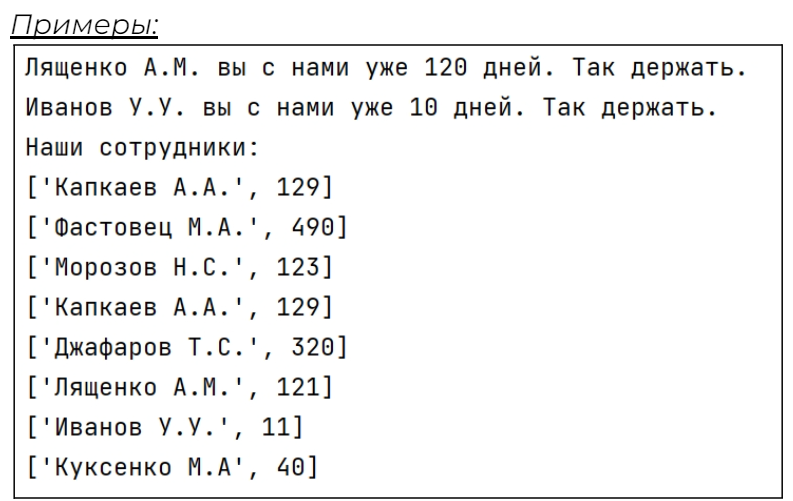 Примеры:
Лященко А.М. вы с нами уже 120 дней. Так держать.
Иванов У.У. вы с нами уже 10 дней. Так держать.
Наши сотрудники:
['Капкаев А.А.', 129]
['Фастовец М.А.', 490]
['Морозов Н.С.', 123]
['Капкаев А.А.', 129]
['Джафаров Т.С.', 320]
['Лященко А.М.', 121]
['Иванов У.У.', 11]
['Куксенко М.А', 40]